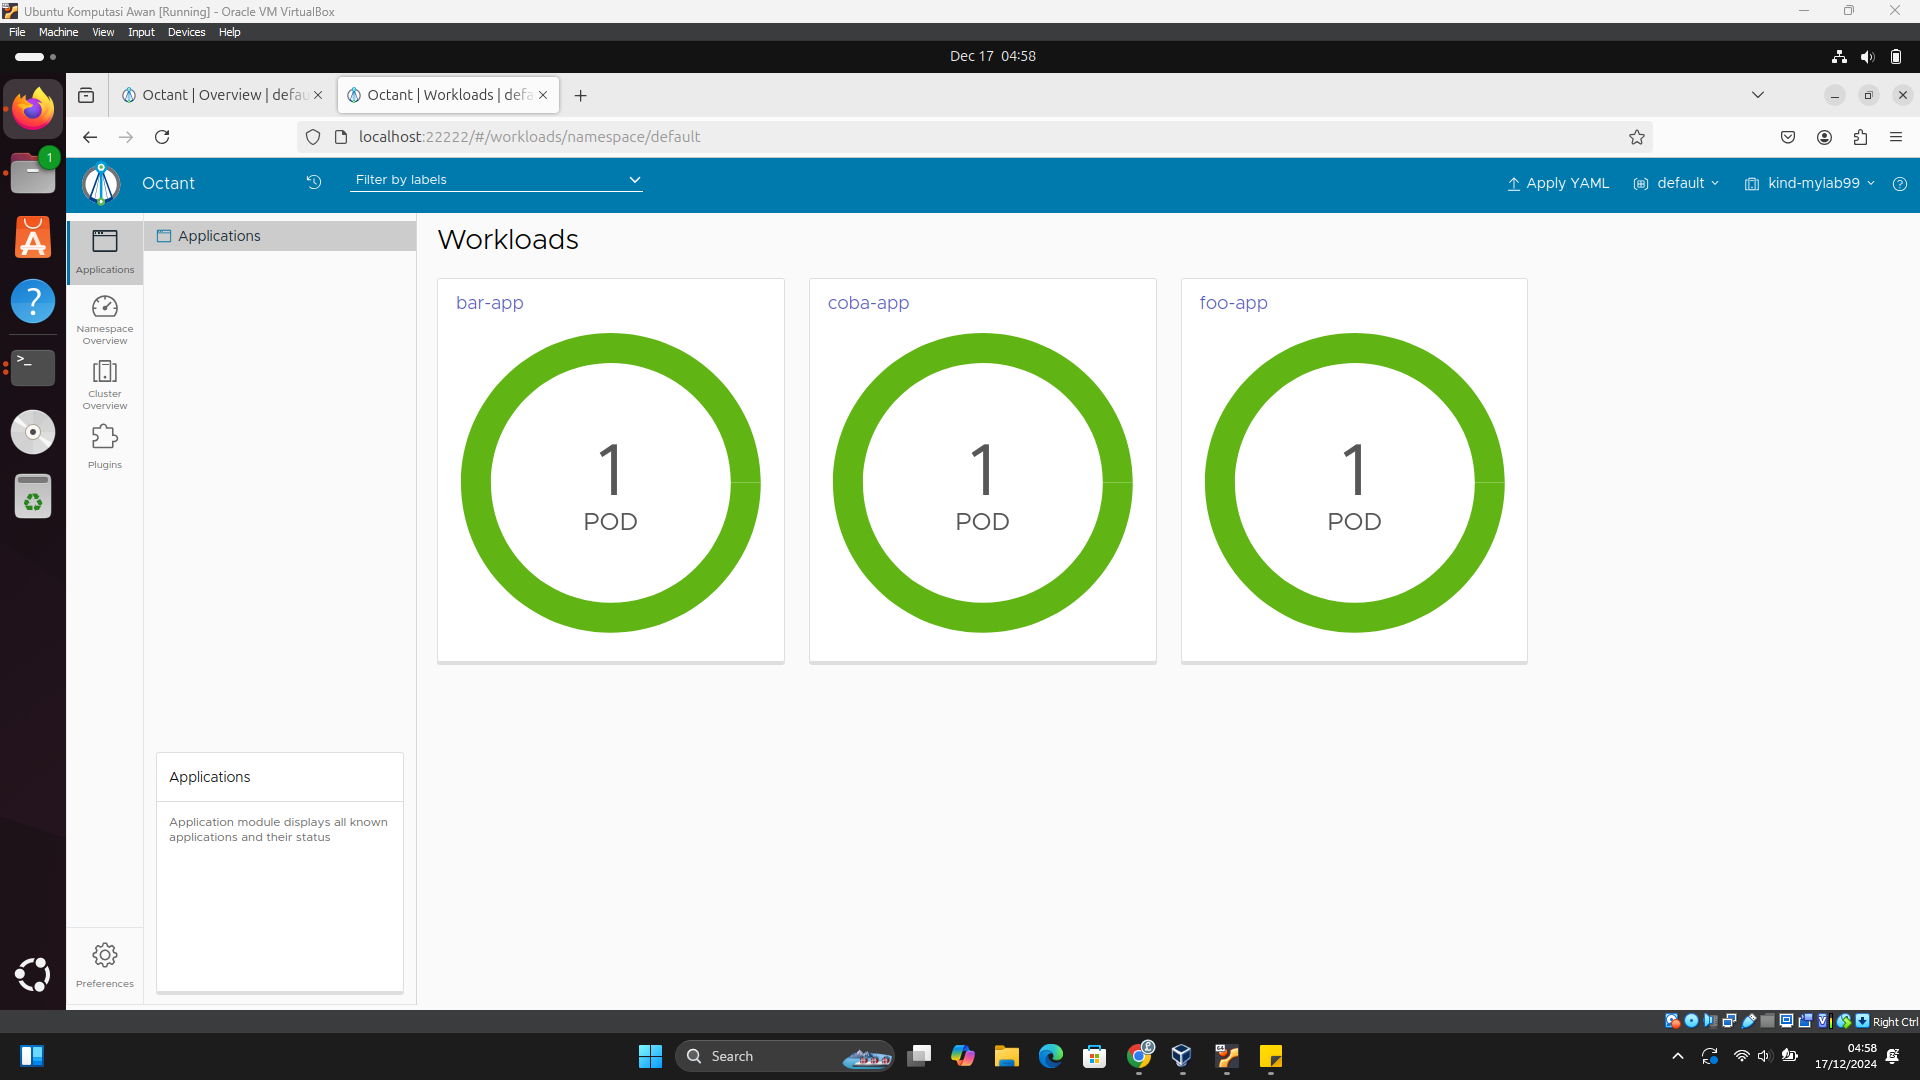 Ubuntu Komputasi Awan [Running] - Oracle VM VirtualBox
File Machine View Input Devices Help
Dec 17 04:58
Octant | Overview | defau
Octant | Workloads | defa
localhost:22222/#/workloads/namespace/default
Octant
Filter by labels
Apply YAML
default
kind-mylab99
1
Applications
Namespace
Overview
Cluster
Overview
Plugins
Preferences
Applications
Workloads
bar-app
1
POD
coba-app
1
POD
foo-app
1
POD
Applications
Application module displays all known
applications and their status
Right Ctrl
Search
04:58
17/12/2024